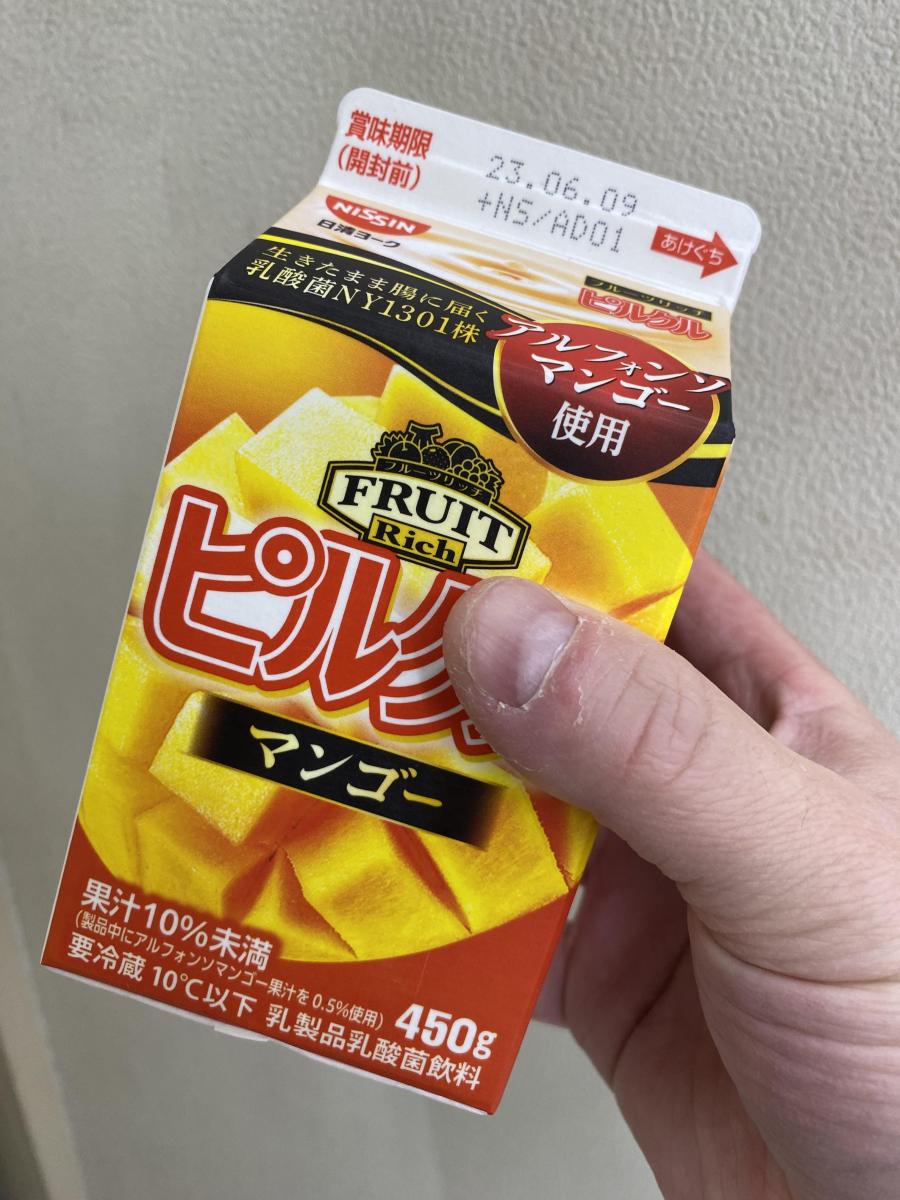 賞味期限
(開封前)
23.06.09
+NS/AD01
あけぐち
NISSIN
日清ヨーク
生きたまま腸に届く
乳酸菌NY1301株
フルーツリッチ
ピルクル
アルフォンソ
マンゴー
使用
フルーツリッチ
FRUIT
Rich
ピルク
マンゴー
果汁10%未満
(製品中にアルフォンソマンゴー果汁を0.5%使用)
要冷蔵 10℃以下 乳製品乳酸菌飲料
450g